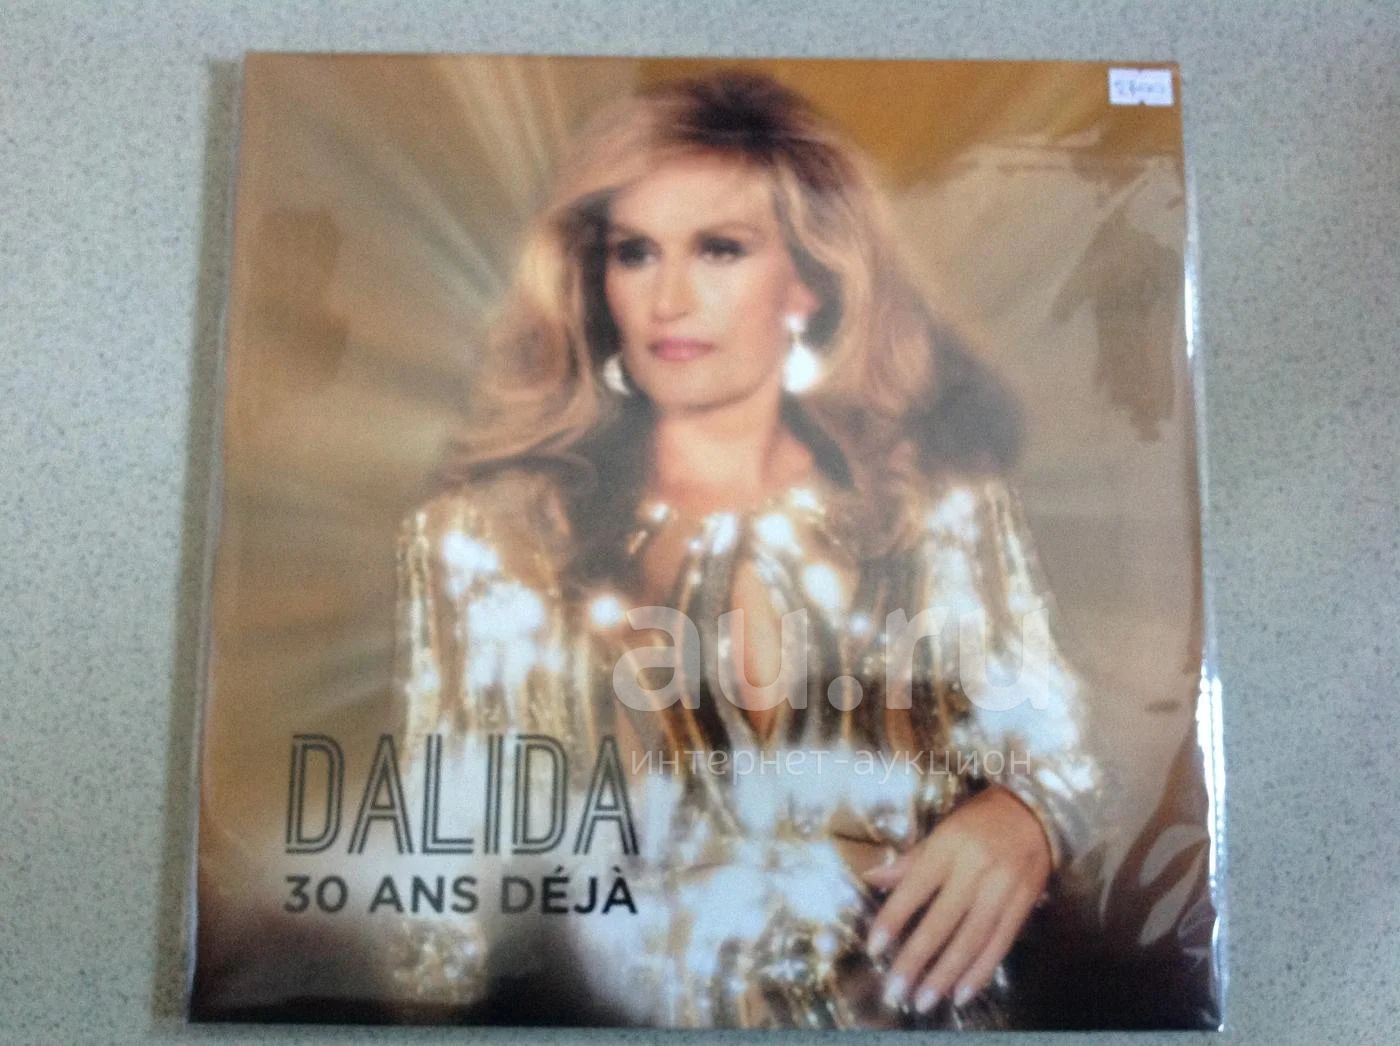 au.ru
интернет-аукцион
DALIDA
30 ANS DÉJÀ